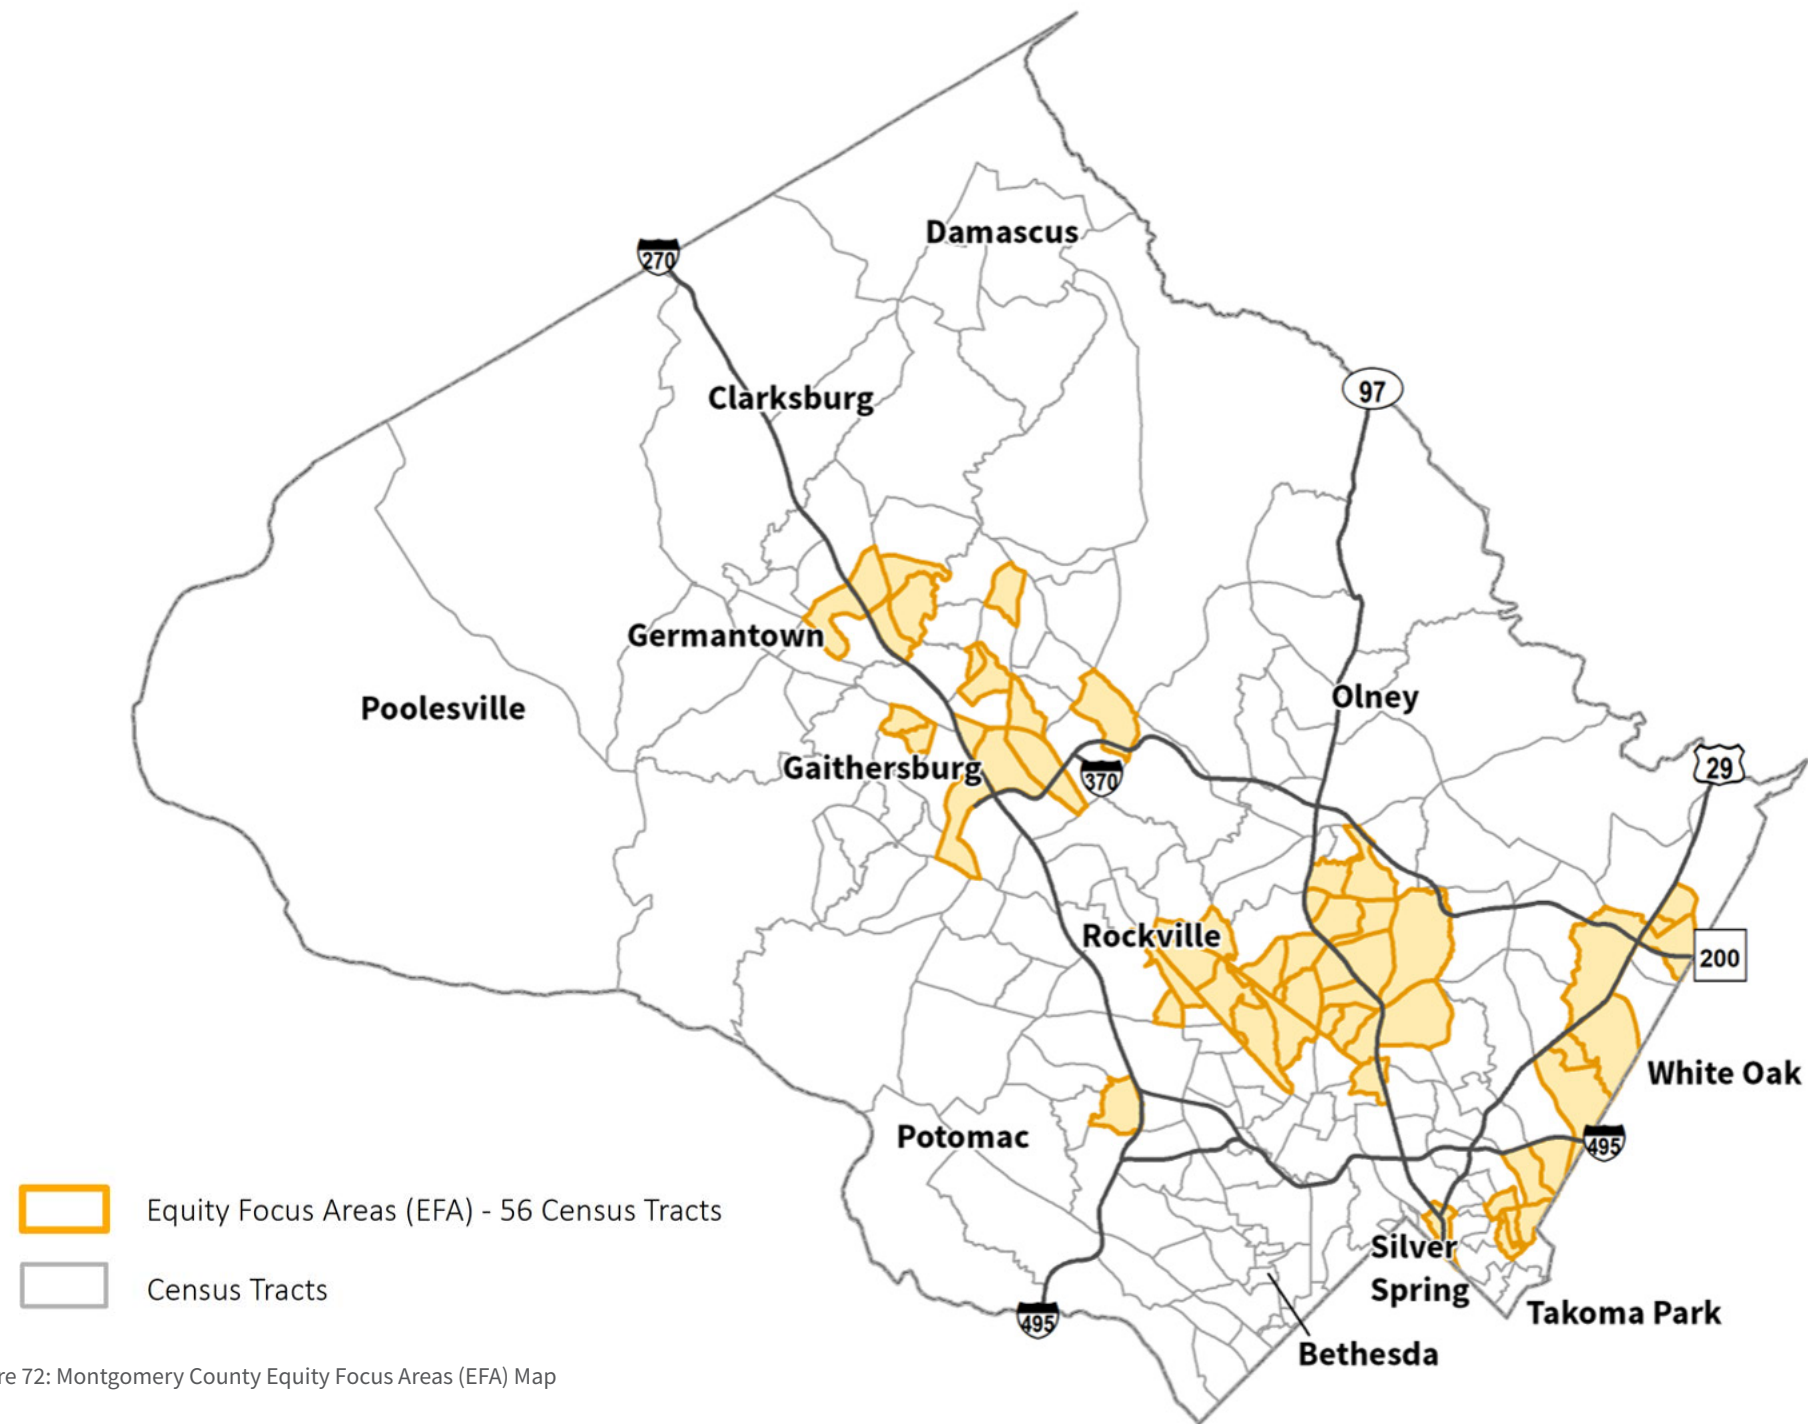 Damascus
270
Clarksburg
97
Germantown
Olney
Poolesville
29
Gaithersburg
370
Rockville
200
White Oak
Potomac
495
Equity Focus Areas (EFA) - 56 Census Tracts
Silver
Spring
Census Tracts
Takoma Park
495
Bethesda
re 72: Montgomery County Equity Focus Areas (EFA) Map